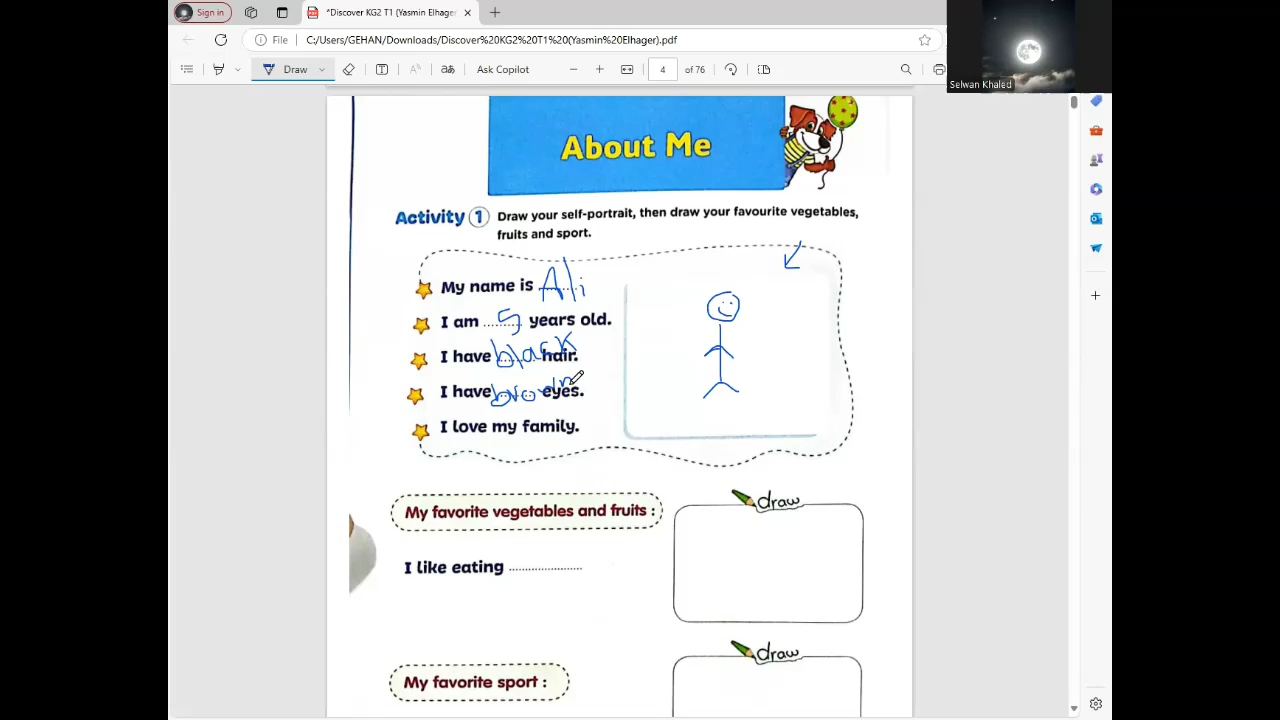 Sign in
*Discover KG2 T1 (Yasmin Elhager
File
C:/Users/GEHAN/Downloads/Discover%20KG2%20T1%20(Yasmin%20Elhager).pdf
Draw
Ask Copilot
4 of 76
Selwan Khaled
About Me
Activity 1 Draw your self-portrait, then draw your favourite vegetables,
fruits and sport.
My name is Ali
I am 5 years old.
I have black hair.
I have brown eyes.
I love my family.
My favorite vegetables and fruits :
draw
I like eating ......................
draw
My favorite sport :